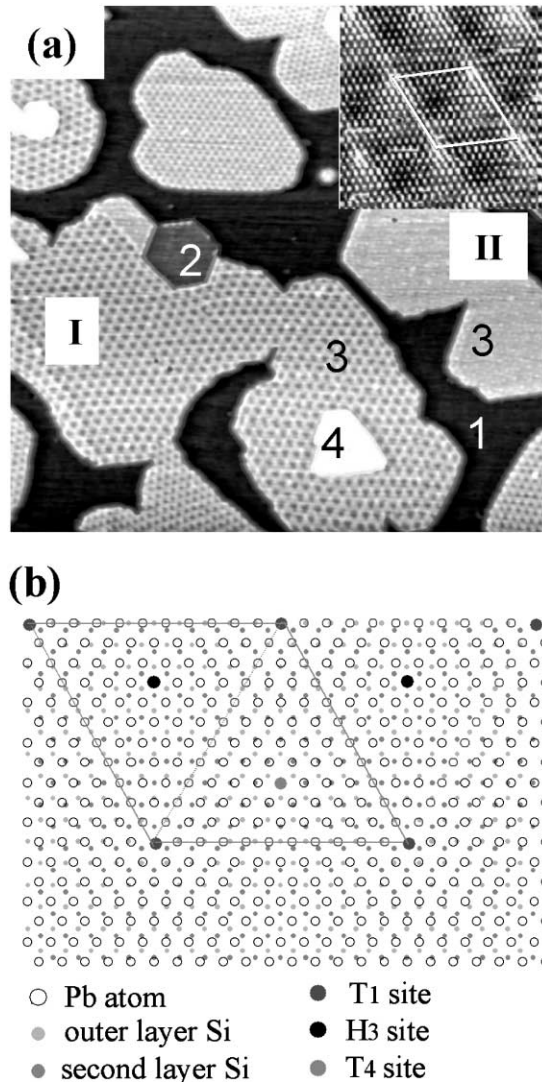 (a)
II
2
I
3
3
1
4
(b)
Pb atom
T1 site
outer layer Si
H3 site
second layer Si
T4 site